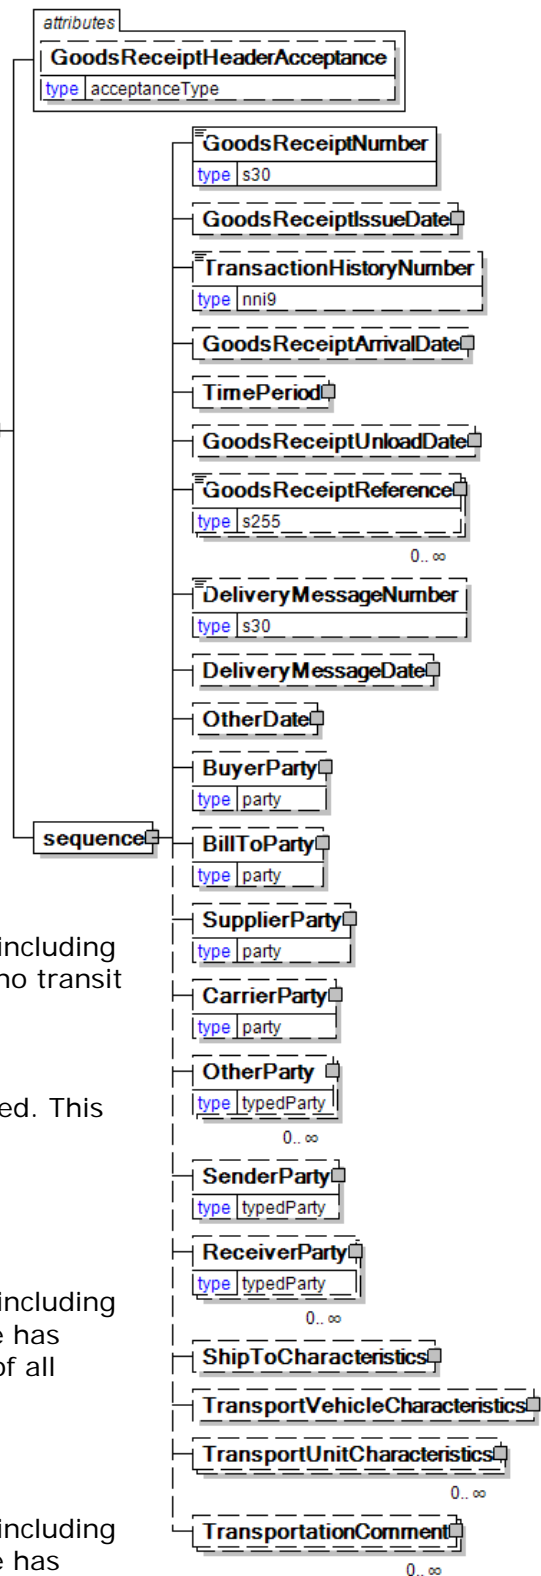 attributes
GoodsReceiptHeaderAcceptance
type acceptanceType
GoodsReceiptNumber
type s30
GoodsReceiptIssueDate
TransactionHistoryNumber
type nni9
GoodsReceiptArrivalDate
TimePeriod
GoodsReceiptUnloadDate
GoodsReceiptReference
type s255
0..∞
DeliveryMessageNumber
type s30
DeliveryMessageDate
OtherDate
BuyerParty
type party
sequence
BillToParty
type party
SupplierParty
type party
including
no transit
CarrierParty
type party
OtherParty
type typedParty
0..∞
ed. This
SenderParty
type typedParty
ReceiverParty
type typedParty
0..∞
including
e has
of all
ShipToCharacteristics
TransportVehicleCharacteristics
TransportUnitCharacteristics
0..∞
including
e has
TransportationComment
0..∞